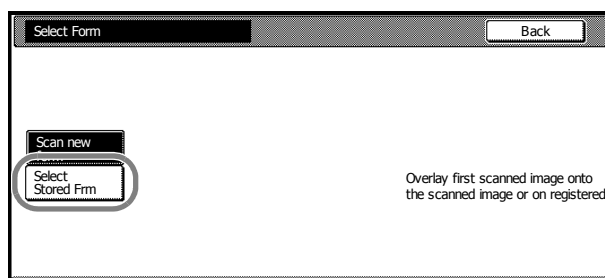 Select Form
Back
Scan new
Select
Stored Frm
Overlay first scanned image onto
the scanned image or on registered